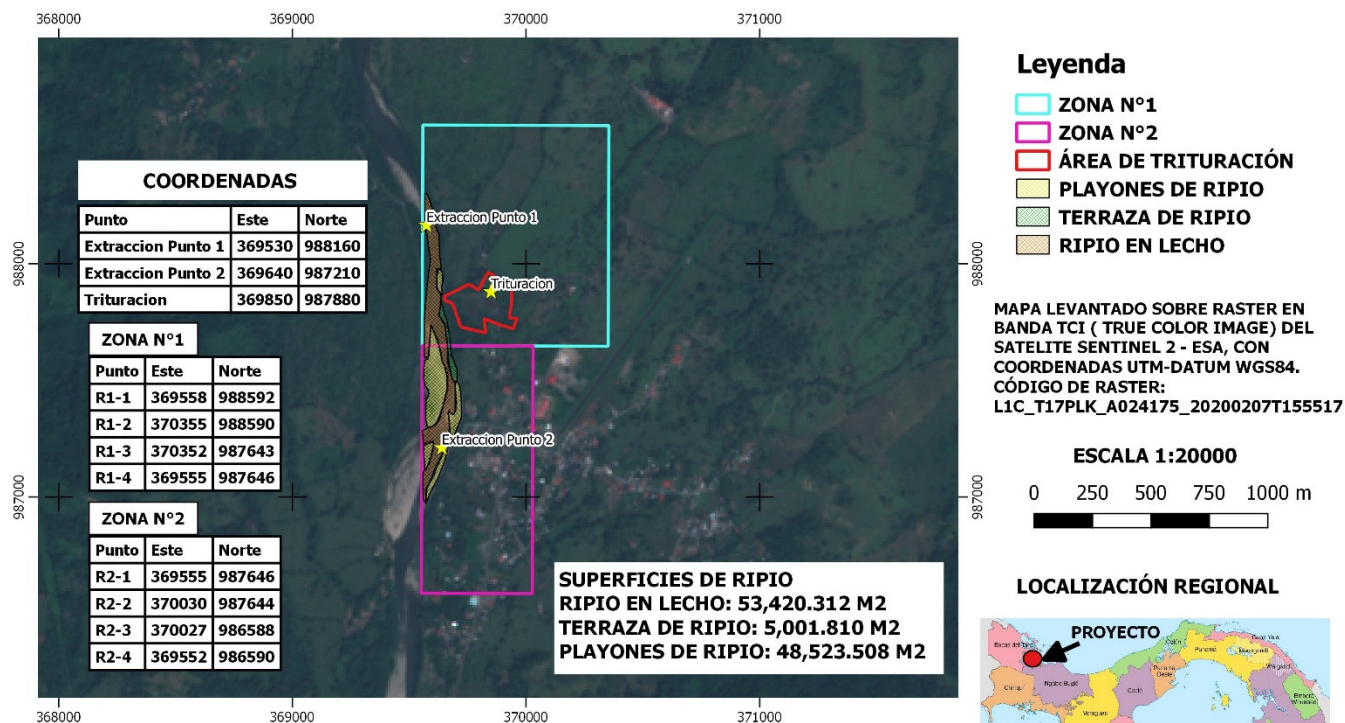 368000 369000 370000 371000
988000
987000
COORDENADAS
Punto Este Norte
Extraccion Punto 1 369530 988160
Extraccion Punto 2 369640 987210
Trituracion 369850 987880
ZONA N°1
Punto Este Norte
R1-1 369558 988592
R1-2 370355 988590
R1-3 370352 987643
R1-4 369555 987646
ZONA N°2
Punto Este Norte
R2-1 369555 987646
R2-2 370030 987644
R2-3 370027 986588
R2-4 369552 986590
Extraccion Punto 1
Trituracion
Extraccion Punto 2
SUPERFICIES DE RIPIO
RIPIO EN LECHO: 53,420.312 M2
TERRAZA DE RIPIO: 5,001.810 M2
PLAYONES DE RIPIO: 48,523.508 M2
988000
987000
368000 369000 370000 371000
Leyenda
ZONA N°1
ZONA N°2
ÁREA DE TRITURACIÓN
PLAYONES DE RIPIO
TERRAZA DE RIPIO
RIPIO EN LECHO
MAPA LEVANTADO SOBRE RASTER EN
BANDA TCI ( TRUE COLOR IMAGE) DEL
SATELITE SENTINEL 2 - ESA, CON
COORDENADAS UTM-DATUM WGS84.
CÓDIGO DE RASTER:
L1C_T17PLK_A024175_20200207T155517
ESCALA 1:20000
0 250 500 750 1000 m
LOCALIZACIÓN REGIONAL
PROYECTO
Colón
Panamá
Coclé
Veraguas